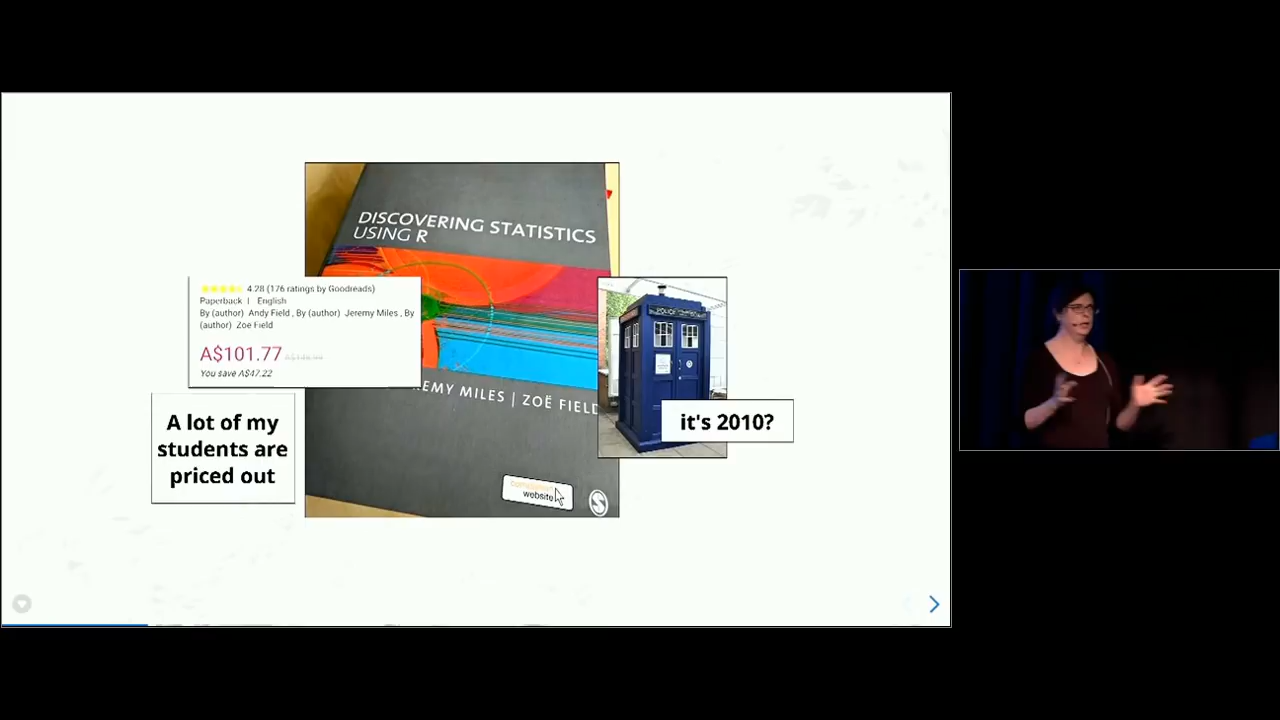 DISCOVERING STATISTICS
USING R
4.28 (176 ratings by Goodreads)
Paperback | English
By (author) Andy Field , By (author) Jeremy Miles , By
(author) Zoe Field
A$101.77
You save A$47.22
EMY MILES | ZOË FIELD
POLICE
A lot of my
students are
priced out
it's 2010?
website
S